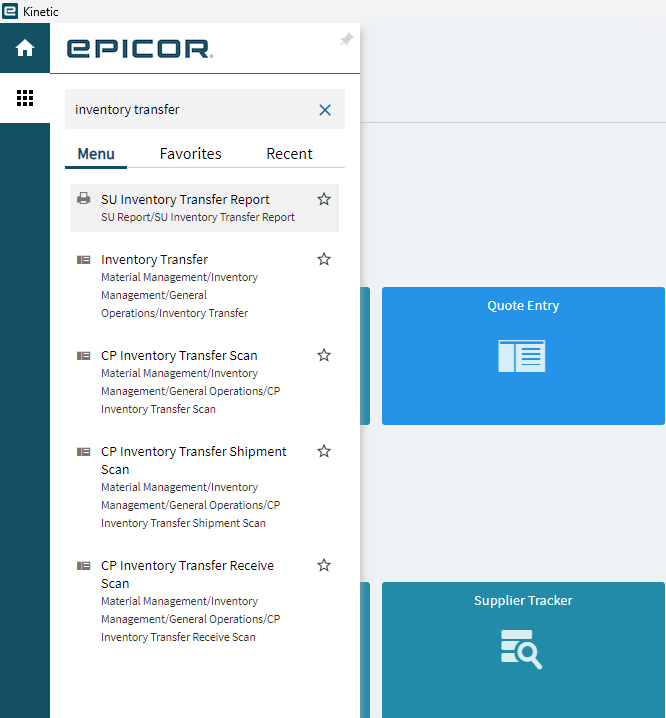 Kinetic
EPICOR
inventory transfer
Menu Favorites Recent
SU Inventory Transfer Report
SU Report/SU Inventory Transfer Report
Inventory Transfer
Material Management/Inventory
Management/General
Operations/Inventory Transfer
CP Inventory Transfer Scan
Material Management/Inventory
Management/General Operations/CP
Inventory Transfer Scan
CP Inventory Transfer Shipment
Scan
Material Management/Inventory
Management/General Operations/CP
Inventory Transfer Shipment Scan
CP Inventory Transfer Receive
Scan
Material Management/Inventory
Management/General Operations/CP
Inventory Transfer Receive Scan
Quote Entry
Supplier Tracker